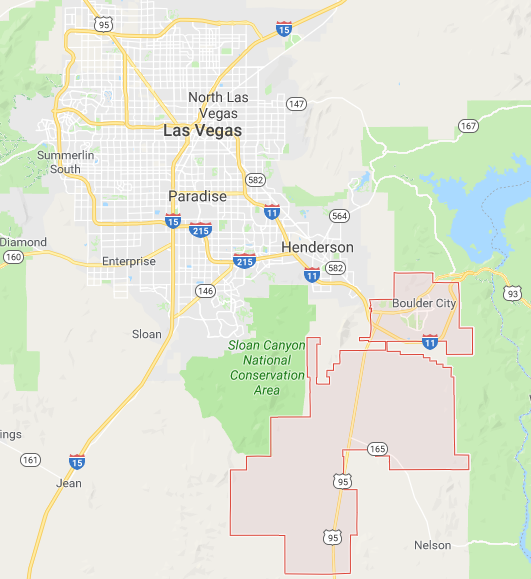 95
15
North Las
Vegas
147
Las Vegas
167
Summerlin
South
582
Paradise
11
15
564
215
Diamond
Henderson
160
Enterprise
215
582
11
146
93
Boulder City
Sloan
11
Sloan Canyon
National
Conservation
Area
ings
165
161
15
Jean
95
95
Nelson